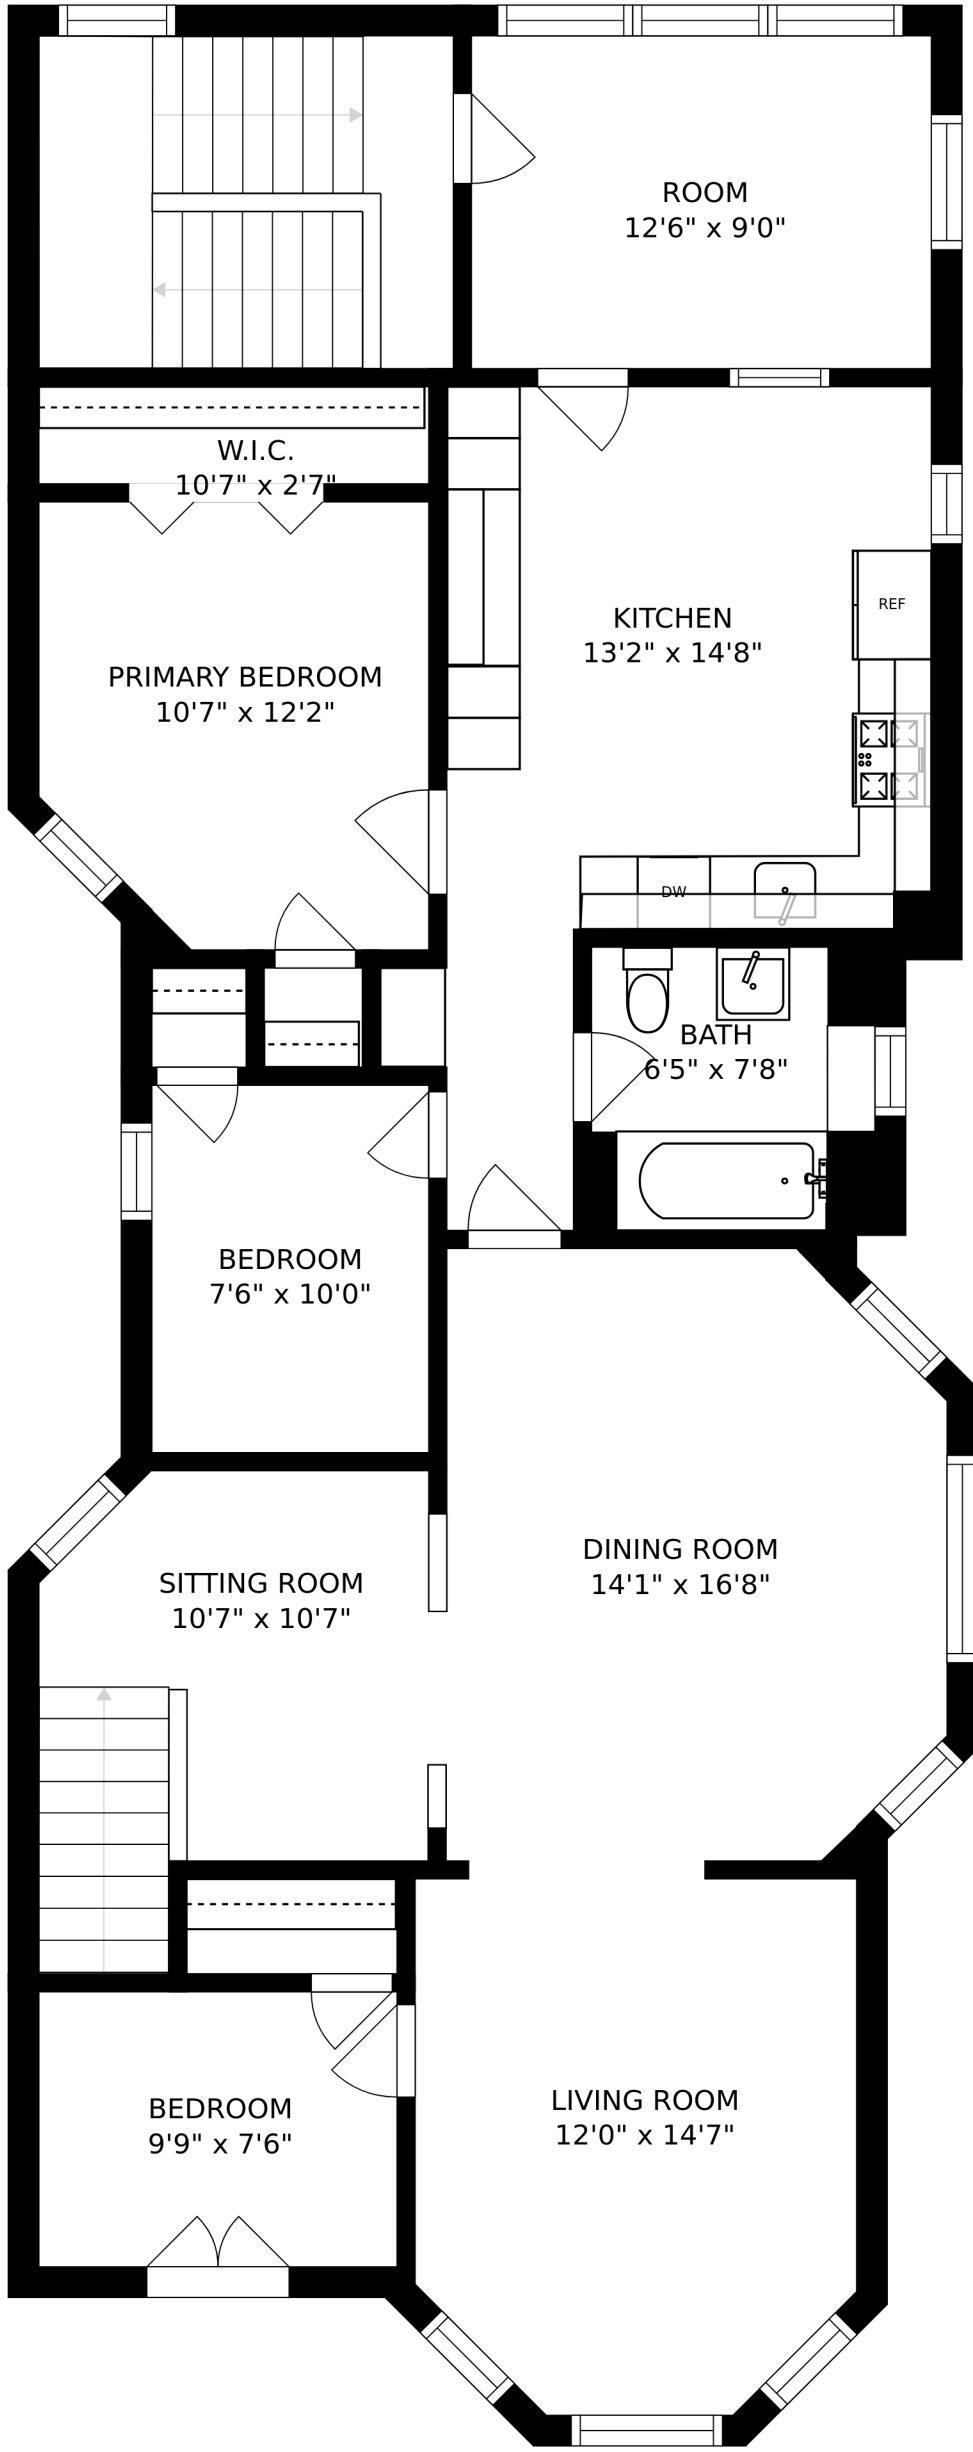 ROOM
12'6" x 9'0"
W.I.C.
10'7" x 2'7"
KITCHEN
13'2" x 14'8"
REF
PRIMARY BEDROOM
10'7" x 12'2"
DW
BATH
6'5" x 7'8"
BEDROOM
7'6" x 10'0"
DINING ROOM
14'1" x 16'8"
SITTING ROOM
10'7" x 10'7"
LIVING ROOM
12'0" x 14'7"
BEDROOM
9'9" x 7'6"